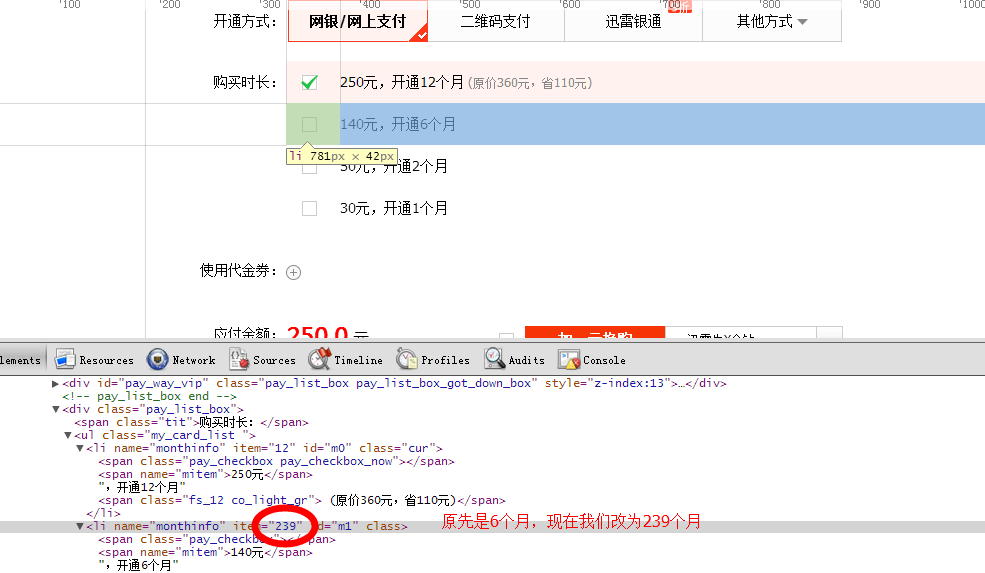 '100 '200 '300 '400 '500 '600 '700 '800 '900 '1000
开通方式： 网银/网上支付 二维码支付 迅雷银通 其他方式
购买时长： 250元，开通12个月(原价360元，省110元)
140元，开通6个月
li 781px × 42px
50元，开通2个月
30元，开通1个月
使用代金券：
应付金额： 250.0 元
lements Resources Network Sources Timeline Profiles Audits Console
▶<div id="pay_way_vip" class="pay_list_box pay_list_box_got_down_box" style="z-index:13">…</div>
<!-- pay_list_box end -->
▼<div class="pay_list_box">
<span class="tit">购买时长：</span>
▼<ul class="my_card_list ">
▼<li name="monthinfo" item="12" id="m0" class="cur">
<span class="pay_checkbox pay_checkbox_now"></span>
<span name="mitem">250元</span>
"，开通12个月"
<span class="fs_12 co_light_gr"> (原价360元，省110元)</span>
</li>
▼<li name="monthinfo" item="239" id="m1" class> 原先是6个月，现在我们改为239个月
<span class="pay_checkbox"></span>
<span name="mitem">140元</span>
"，开通6个月"